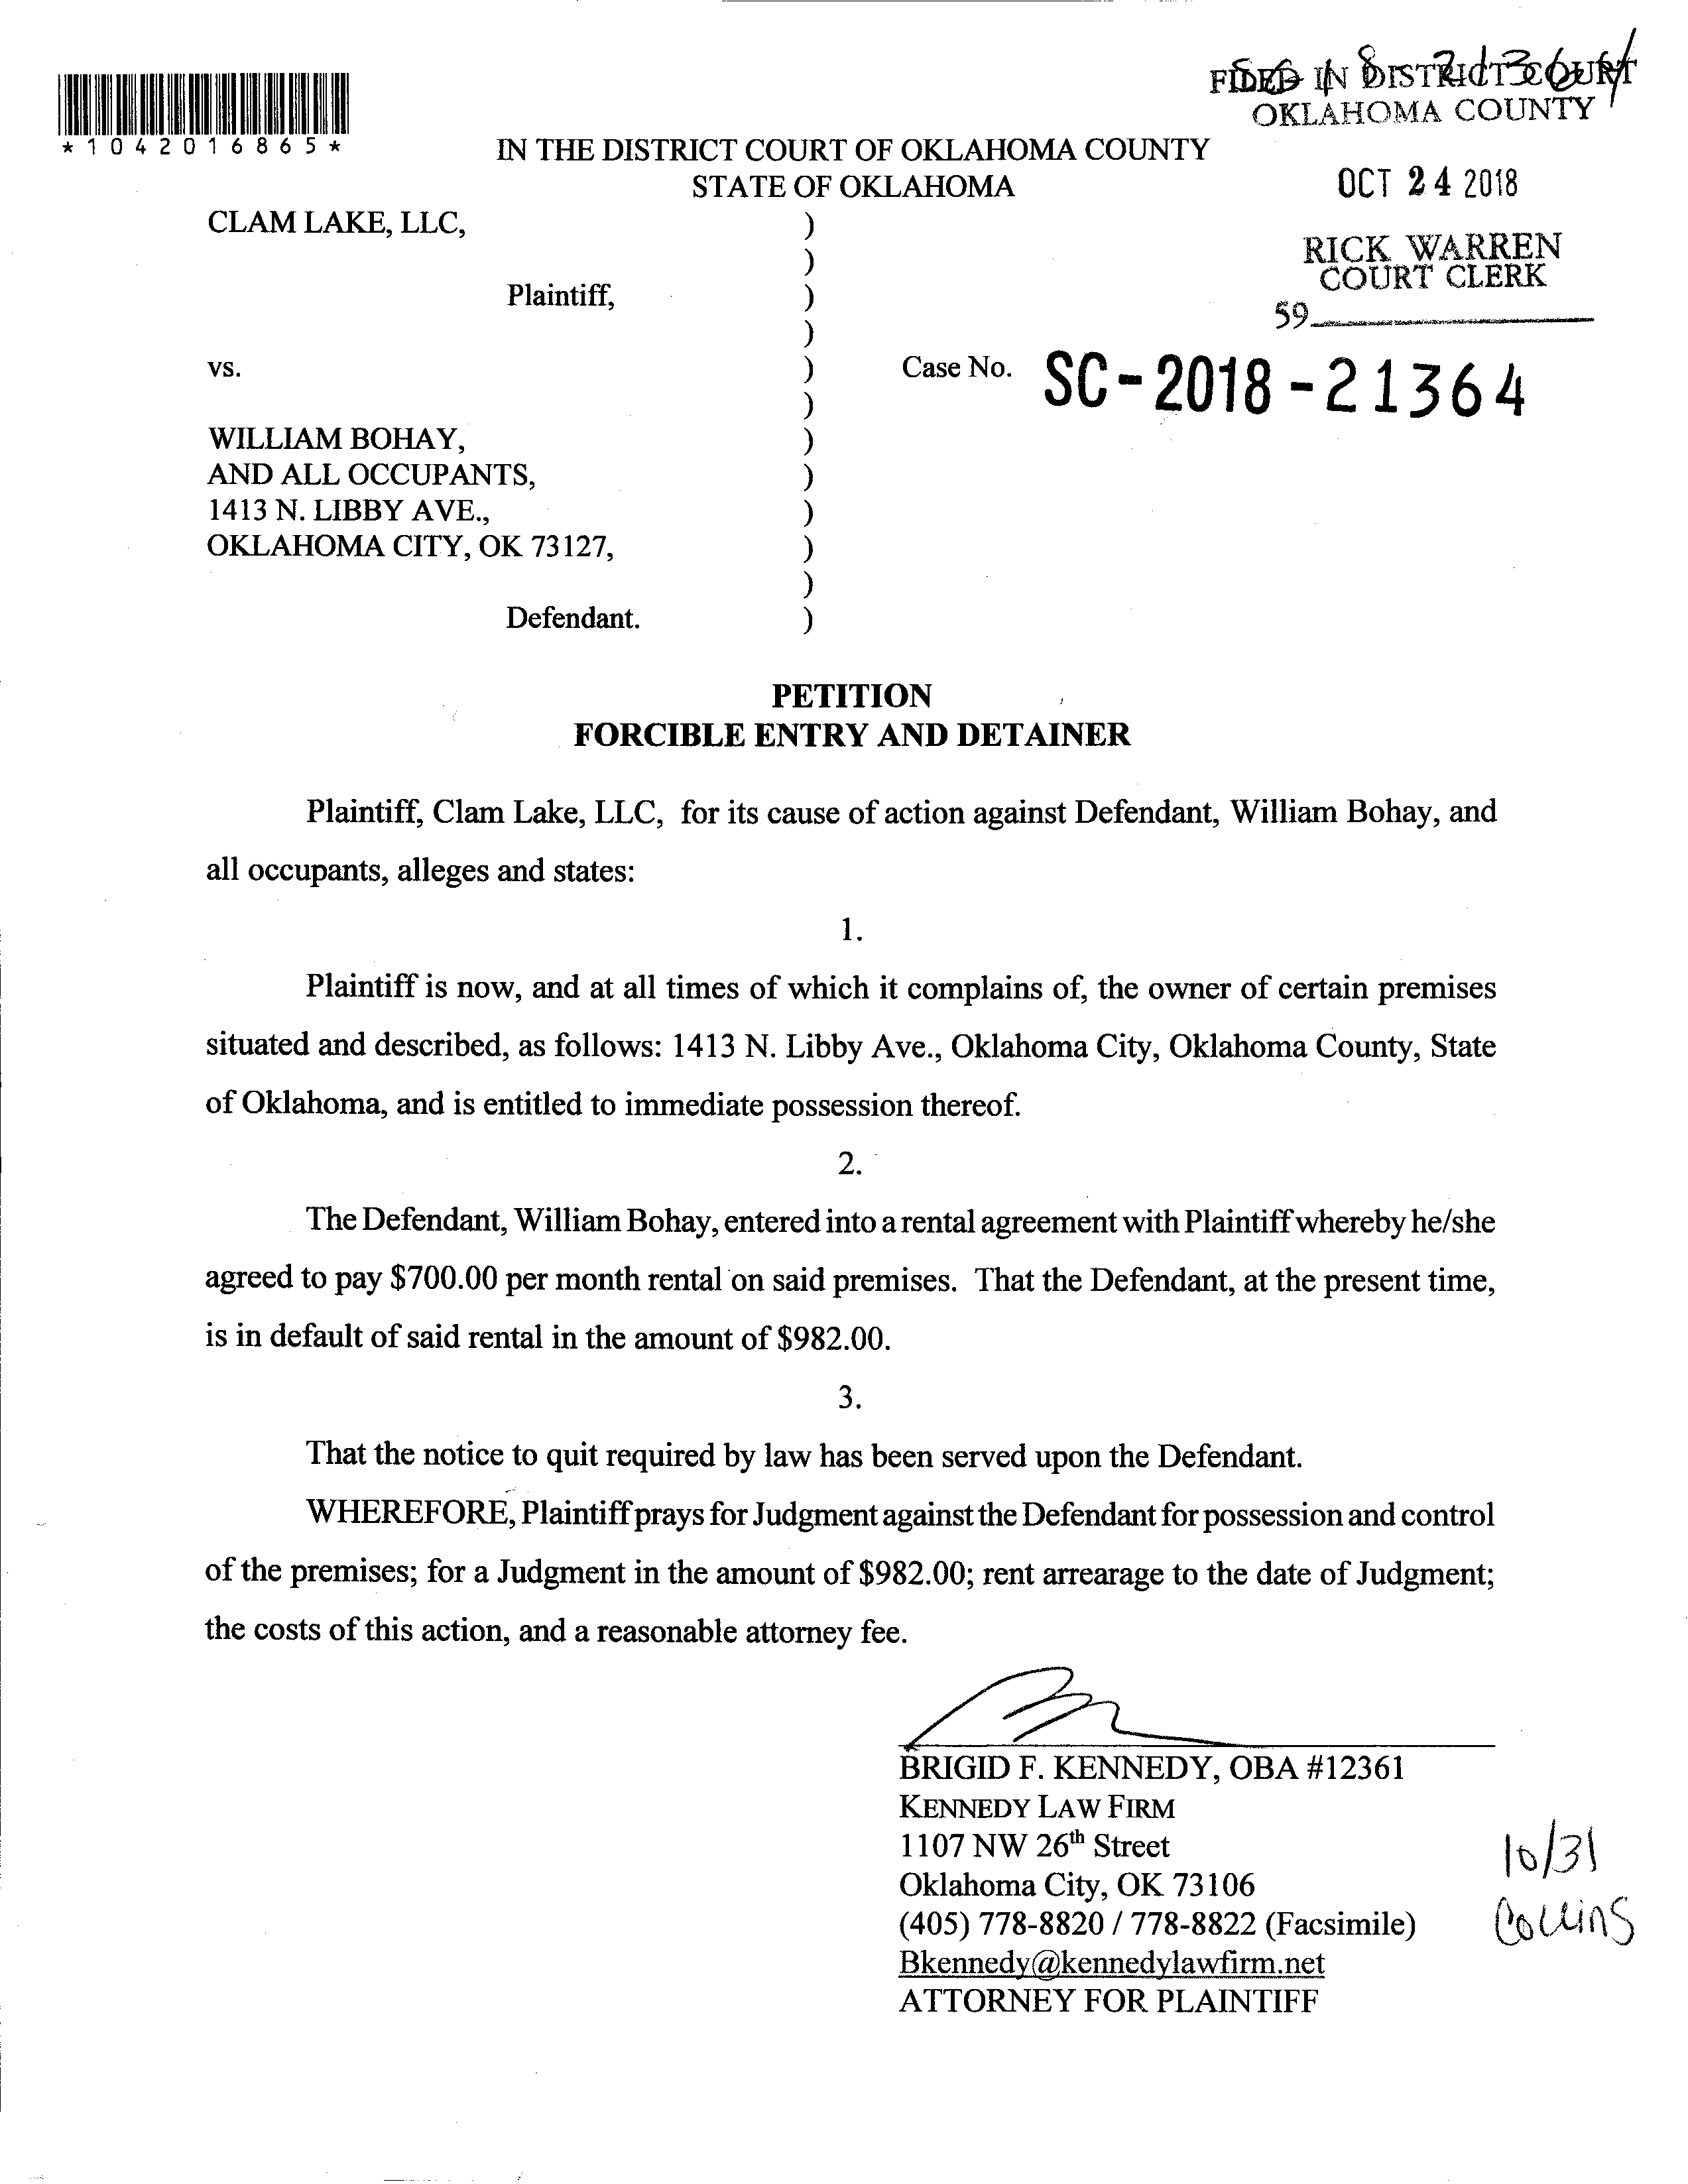 FILED IN DISTRICT COURT
OKLAHOMA COUNTY
*1042016865*
IN THE DISTRICT COURT OF OKLAHOMA COUNTY
STATE OF OKLAHOMA
OCT 24 2018
CLAM LAKE, LLC, )
)
RICK WARREN
COURT CLERK
Plaintiff, )
59
)
vs. ) Case No. SC-2018-21364
)
WILLIAM BOHAY, )
AND ALL OCCUPANTS, )
1413 N. LIBBY AVE., )
OKLAHOMA CITY, OK 73127, )
)
Defendant. )
PETITION
FORCIBLE ENTRY AND DETAINER
Plaintiff, Clam Lake, LLC, for its cause of action against Defendant, William Bohay, and
all occupants, alleges and states:
1.
Plaintiff is now, and at all times of which it complains of, the owner of certain premises
situated and described, as follows: 1413 N. Libby Ave., Oklahoma City, Oklahoma County, State
of Oklahoma, and is entitled to immediate possession thereof.
2.
The Defendant, William Bohay, entered into a rental agreement with Plaintiff whereby he/she
agreed to pay $700.00 per month rental on said premises. That the Defendant, at the present time,
is in default of said rental in the amount of $982.00.
3.
That the notice to quit required by law has been served upon the Defendant.
WHEREFORE, Plaintiff prays for Judgment against the Defendant for possession and control
of the premises; for a Judgment in the amount of $982.00; rent arrearage to the date of Judgment;
the costs of this action, and a reasonable attorney fee.
BRIGID F. KENNEDY, OBA #12361
KENNEDY LAW FIRM
1107 NW 26th Street
Oklahoma City, OK 73106
(405) 778-8820 / 778-8822 (Facsimile)
Bkennedy@kennedylawfirm.net
ATTORNEY FOR PLAINTIFF
10/31
Collins